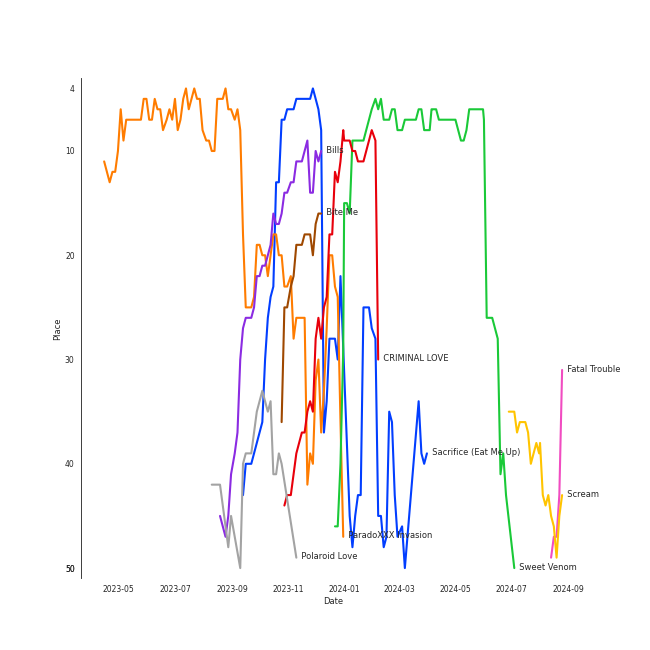 4
10
20
30
40
50
Place
Bills
Bite Me
CRIMINAL LOVE
Fatal Trouble
Sacrifice (Eat Me Up)
Scream
ParadoXXX Invasion
Polaroid Love
Sweet Venom
2023-05 2023-07 2023-09 2023-11 2024-01 2024-03 2024-05 2024-07 2024-09
Date